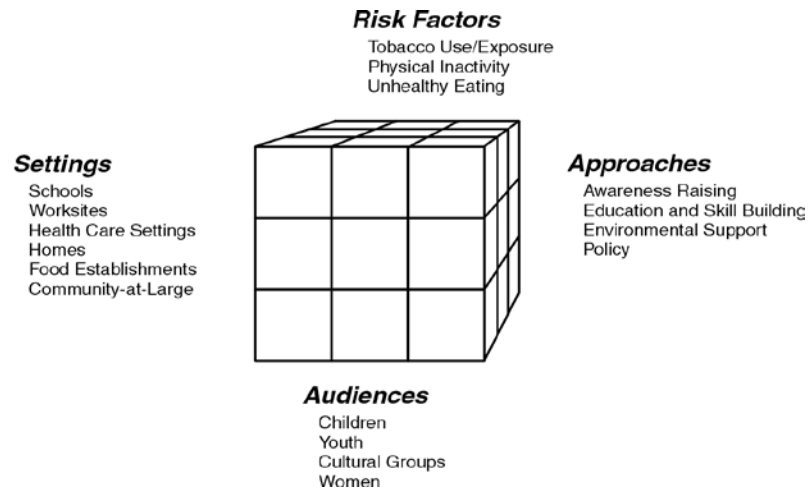 Risk Factors
Tobacco Use/Exposure
Physical Inactivity
Unhealthy Eating
Settings
Schools
Worksites
Health Care Settings
Homes
Food Establishments
Community-at-Large
Approaches
Awareness Raising
Education and Skill Building
Environmental Support
Policy
Audiences
Children
Youth
Cultural Groups
Women